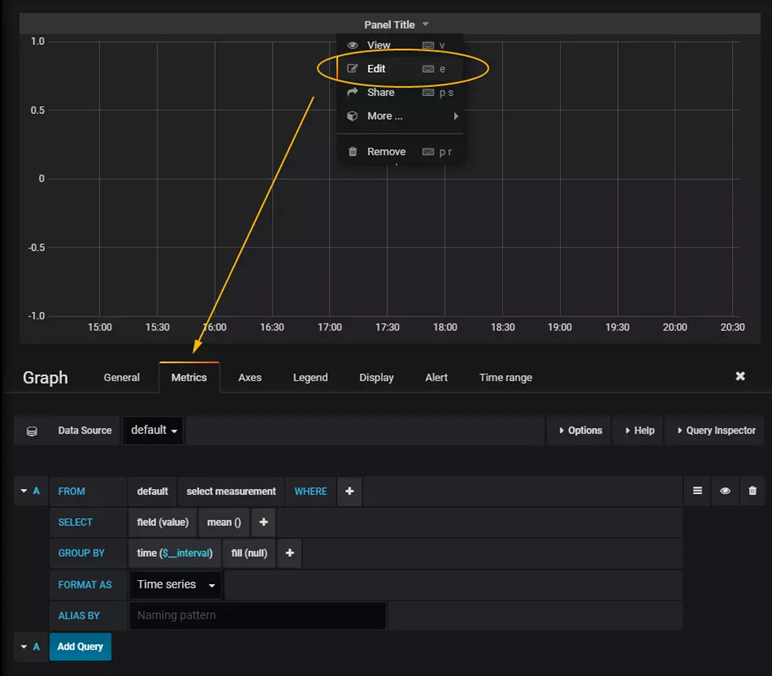 Panel Title
1.0
View v
Edit e
0.5
Share p s
More ...
Remove p r
0
-0.5
-1.0
15:00 15:30 16:00 16:30 17:00 17:30 18:00 18:30 19:00 19:30 20:00 20:30
Graph General Metrics Axes Legend Display Alert Time range
Data Source default Options Help Query Inspector
A FROM default select measurement WHERE +
SELECT field (value) mean () +
GROUP BY time ($__interval) fill (null) +
FORMAT AS Time series
ALIAS BY Naming pattern
A Add Query